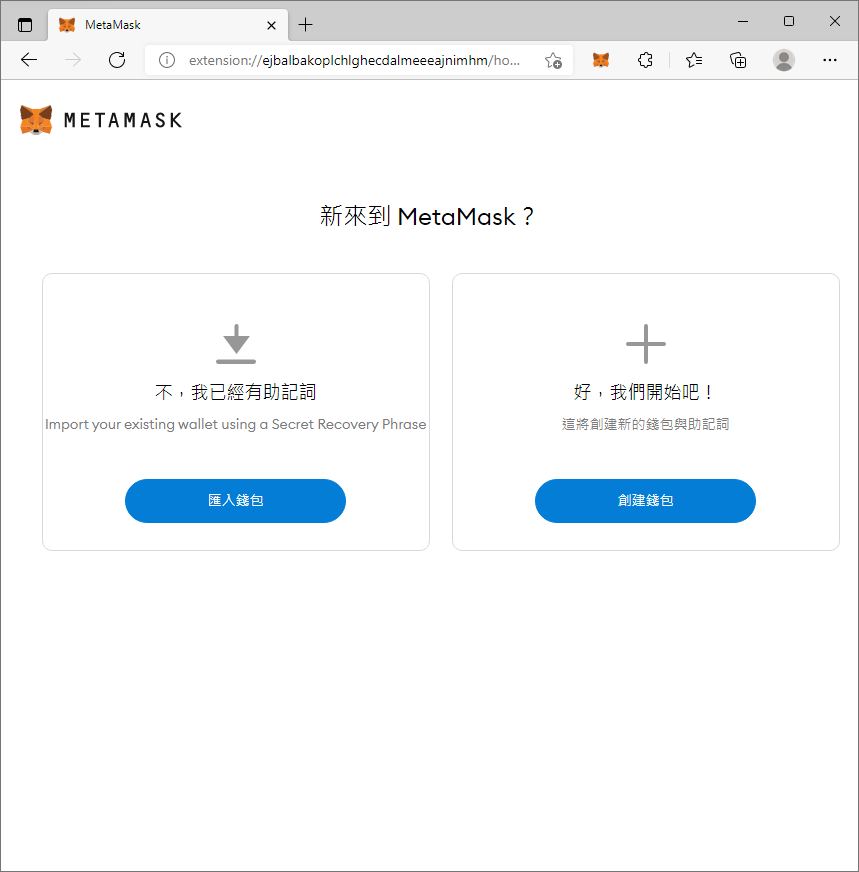 MetaMask
extension://ejbalbakoplchlghecdalmeeeajnimhm/ho...
METAMASK
新來到 MetaMask？
不，我已經有助記詞
Import your existing wallet using a Secret Recovery Phrase
匯入錢包
好，我們開始吧！
這將創建新的錢包與助記詞
創建錢包